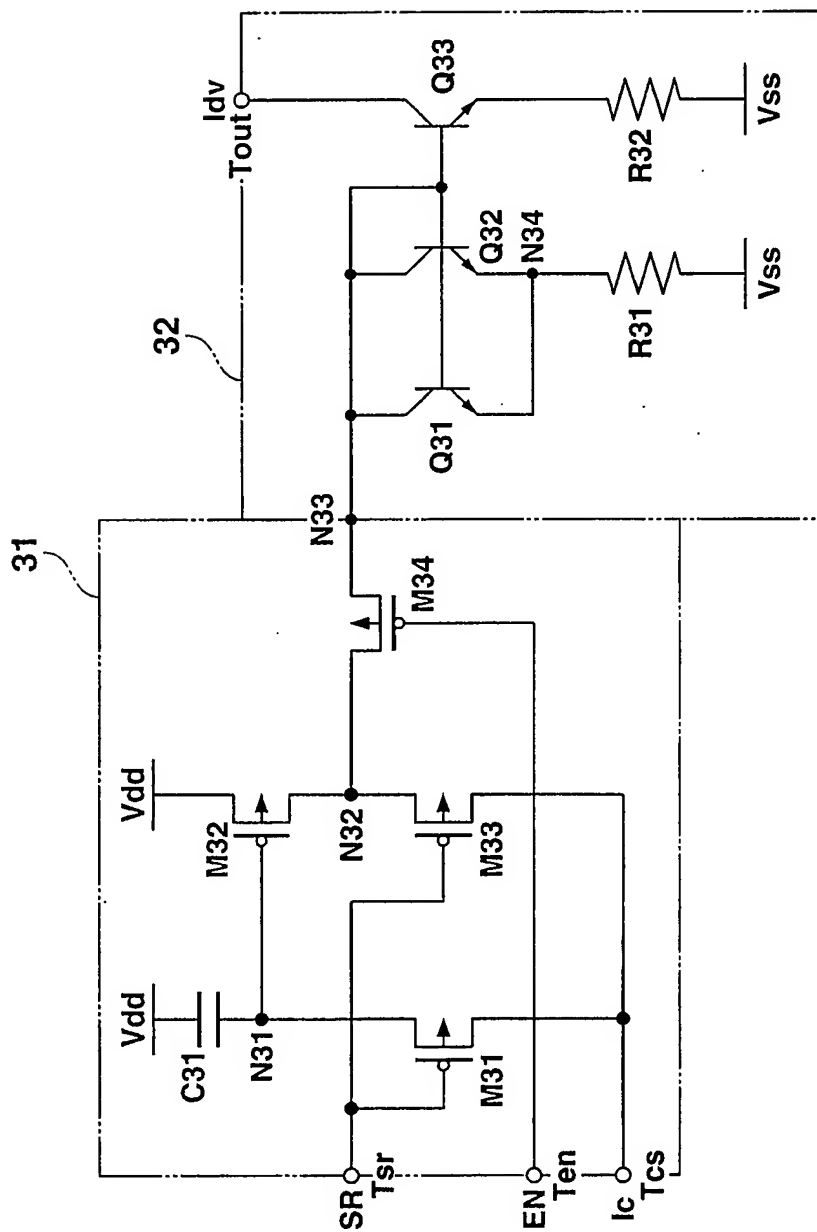 31
32
Vdd
Vdd
C31
N31
M32
N32
M31
M33
M34
N33
SR
Tsr
EN
Ten
Ic
Tcs
Idv
Tout
Q31
Q32
Q33
N34
R31
R32
Vss
Vss